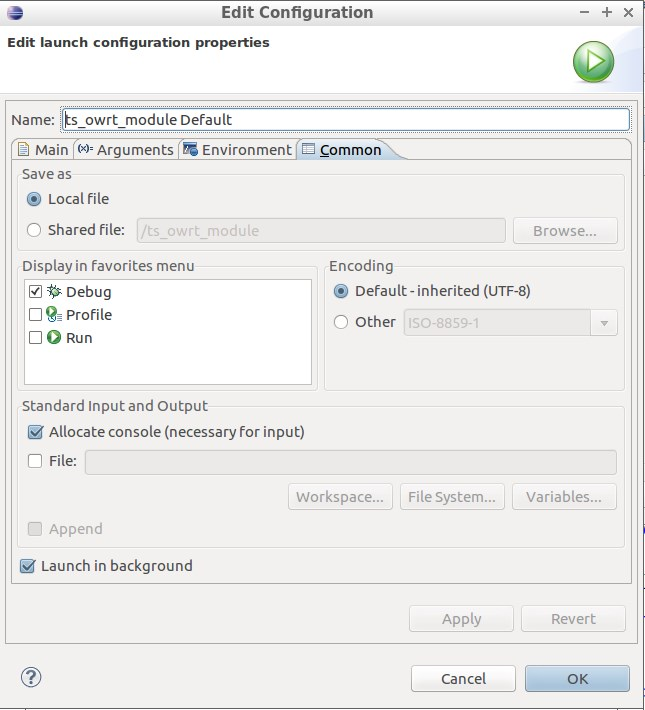 Edit Configuration
Edit launch configuration properties
Name: ts_owrt_module Default
Main (x)= Arguments Environment Common
Save as
Local file
Shared file: /ts_owrt_module Browse...
Display in favorites menu Encoding
Debug Default - inherited (UTF-8)
Profile Other ISO-8859-1
Run
Standard Input and Output
Allocate console (necessary for input)
File:
Workspace... File System... Variables...
Append
Launch in background
Apply Revert
? Cancel OK